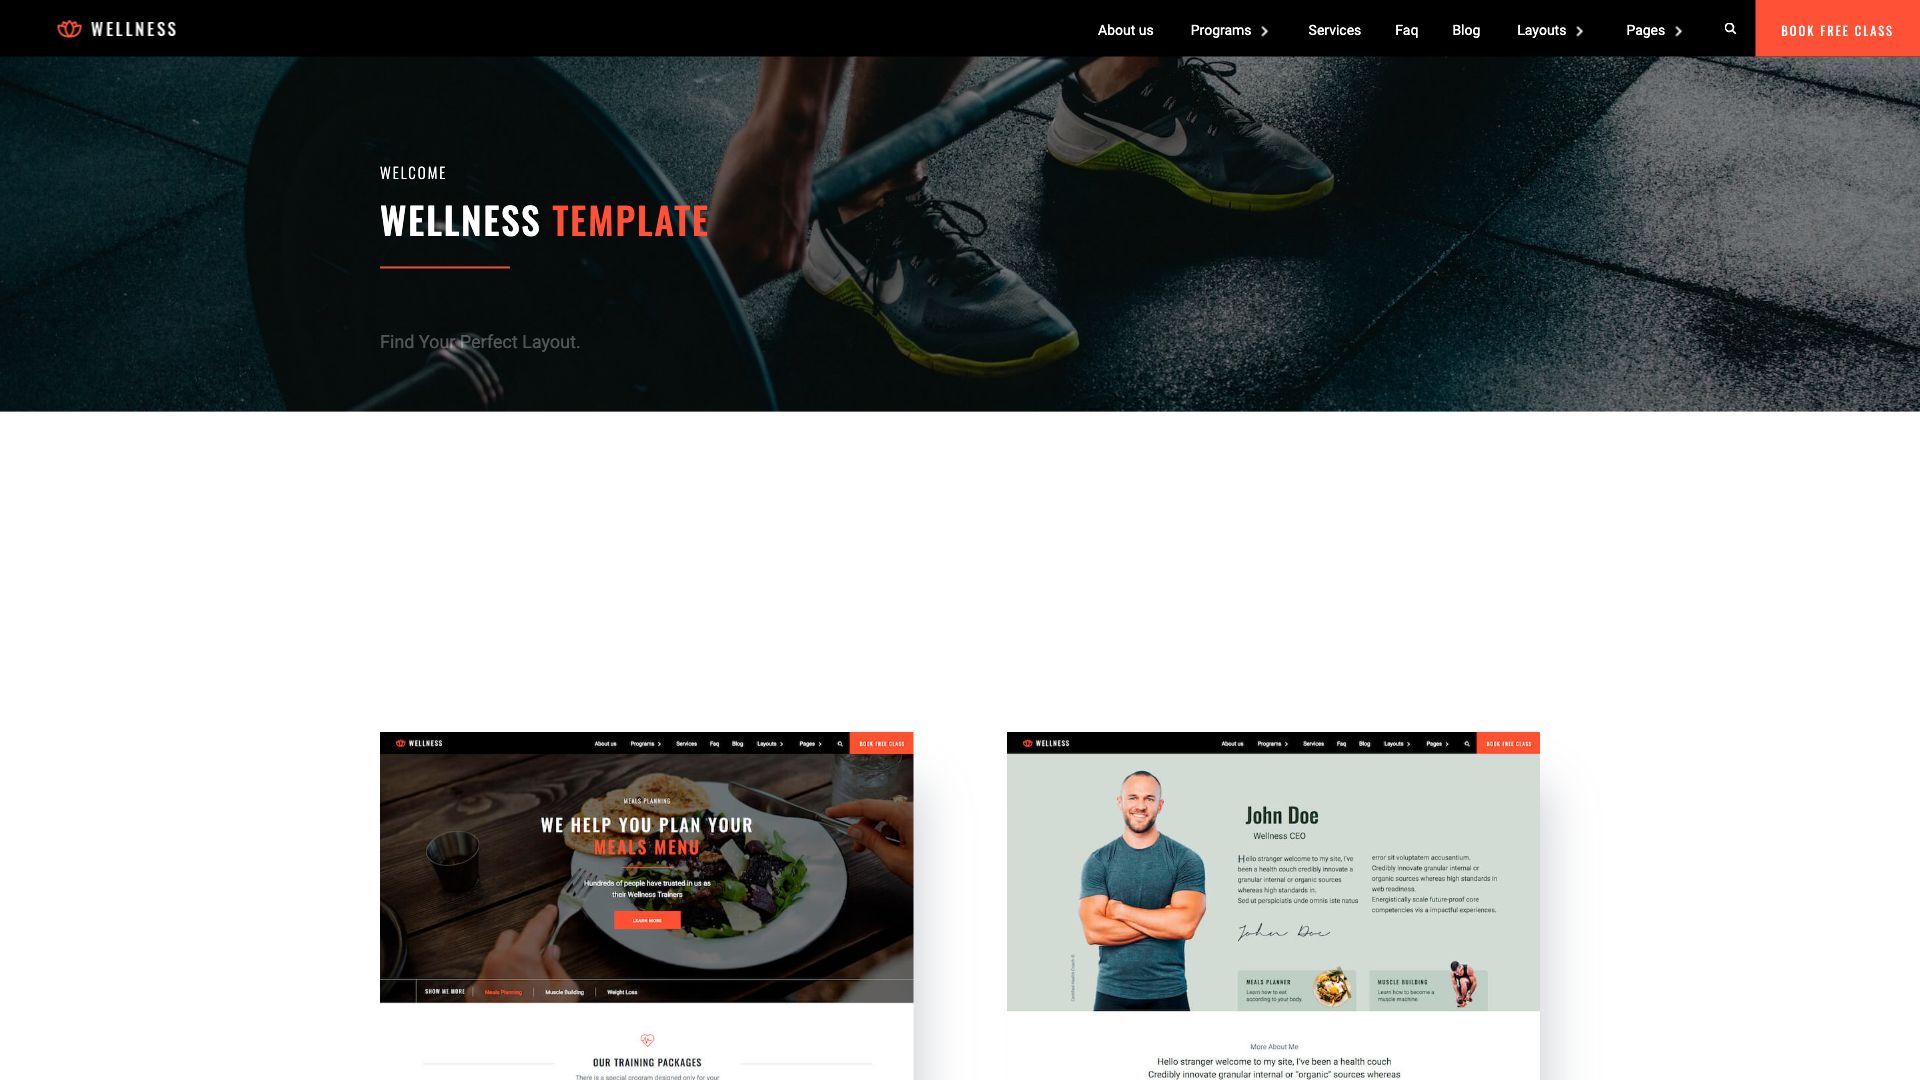 WELLNESS
About us Programs Services Faq Blog Layouts Pages BOOK FREE CLASS
WELCOME
WELLNESS TEMPLATE
Find Your Perfect Layout.
WELLNESS
About us Programs Services Faq Blog Layouts Pages BOOK FREE CLASS
MEALS PLANNING
WE HELP YOU PLAN YOUR
MEALS MENU
Hundreds of people have trusted in us as
their Wellness Trainers
LEARN MORE
SHOW ME MORE Meals Planning Muscle Building Weight Loss
OUR TRAINING PACKAGES
There is a special program designed only for your
WELLNESS
About us Programs Services Faq Blog Layouts Pages BOOK FREE CLASS
John Doe
Wellness CEO
Hello stranger welcome to my site, I've
been a health coach credibly innovate a
granular internal or organic sources
whereas high standards in.
Sed ut perspiciatis unde omnis iste natus
error sit voluptatem accusantium.
Credibly innovate granular internal or
organic sources whereas high standards in
web readiness.
Energistically scale future-proof core
competencies vis a impactful experiences.
John Doe
Certified Health Coach ©
MEALS PLANNER
Learn how to eat
according to your body.
MUSCLE BUILDING
Learn how to become a
muscle machine.
More About Me
Hello stranger welcome to my site, I've been a health couch
Credibly innovate granular internal or "organic" sources whereas